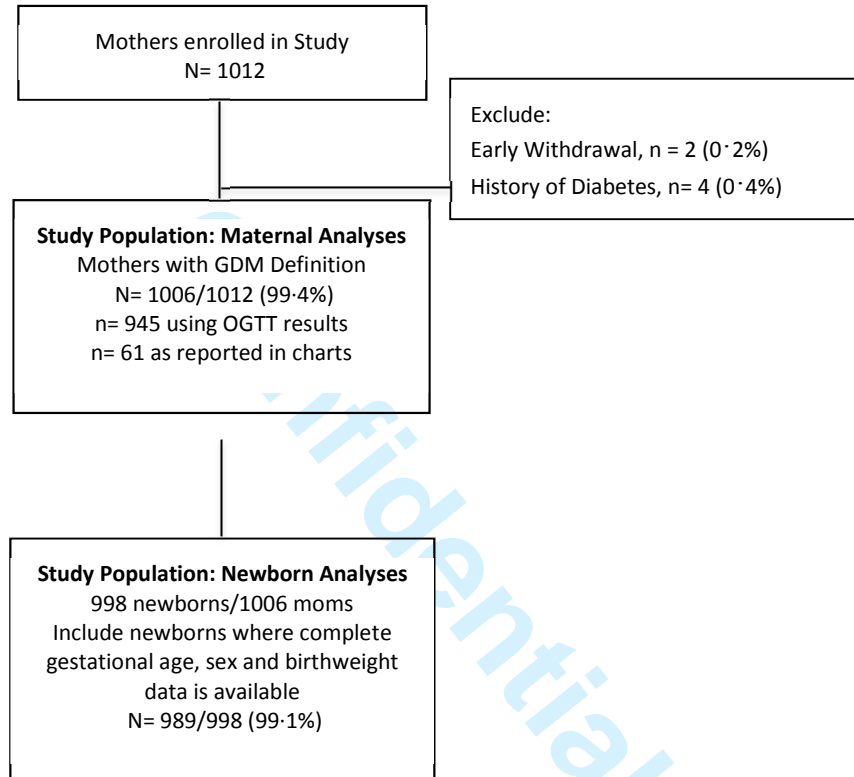 Mothers enrolled in Study
N= 1012
Exclude:
Early Withdrawal, n = 2 (0·2%)
History of Diabetes, n= 4 (0·4%)
Study Population: Maternal Analyses
Mothers with GDM Definition
N= 1006/1012 (99·4%)
n= 945 using OGTT results
n= 61 as reported in charts
Study Population: Newborn Analyses
998 newborns/1006 moms
Include newborns where complete
gestational age, sex and birthweight
data is available
N= 989/998 (99·1%)
Confidential